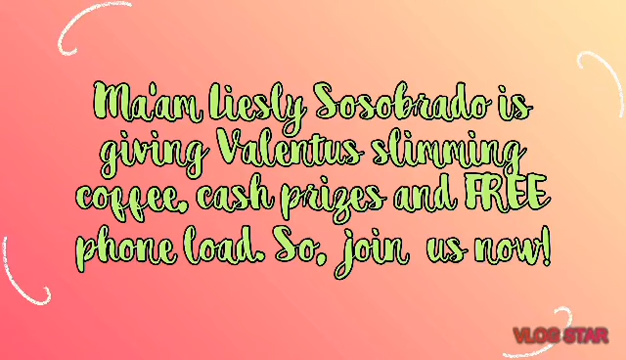 Ma'am Liesly Sosobrado is
giving Valentus slimming
coffee, cash prizes and FREE
phone load. So, join us now!
VLOG STAR